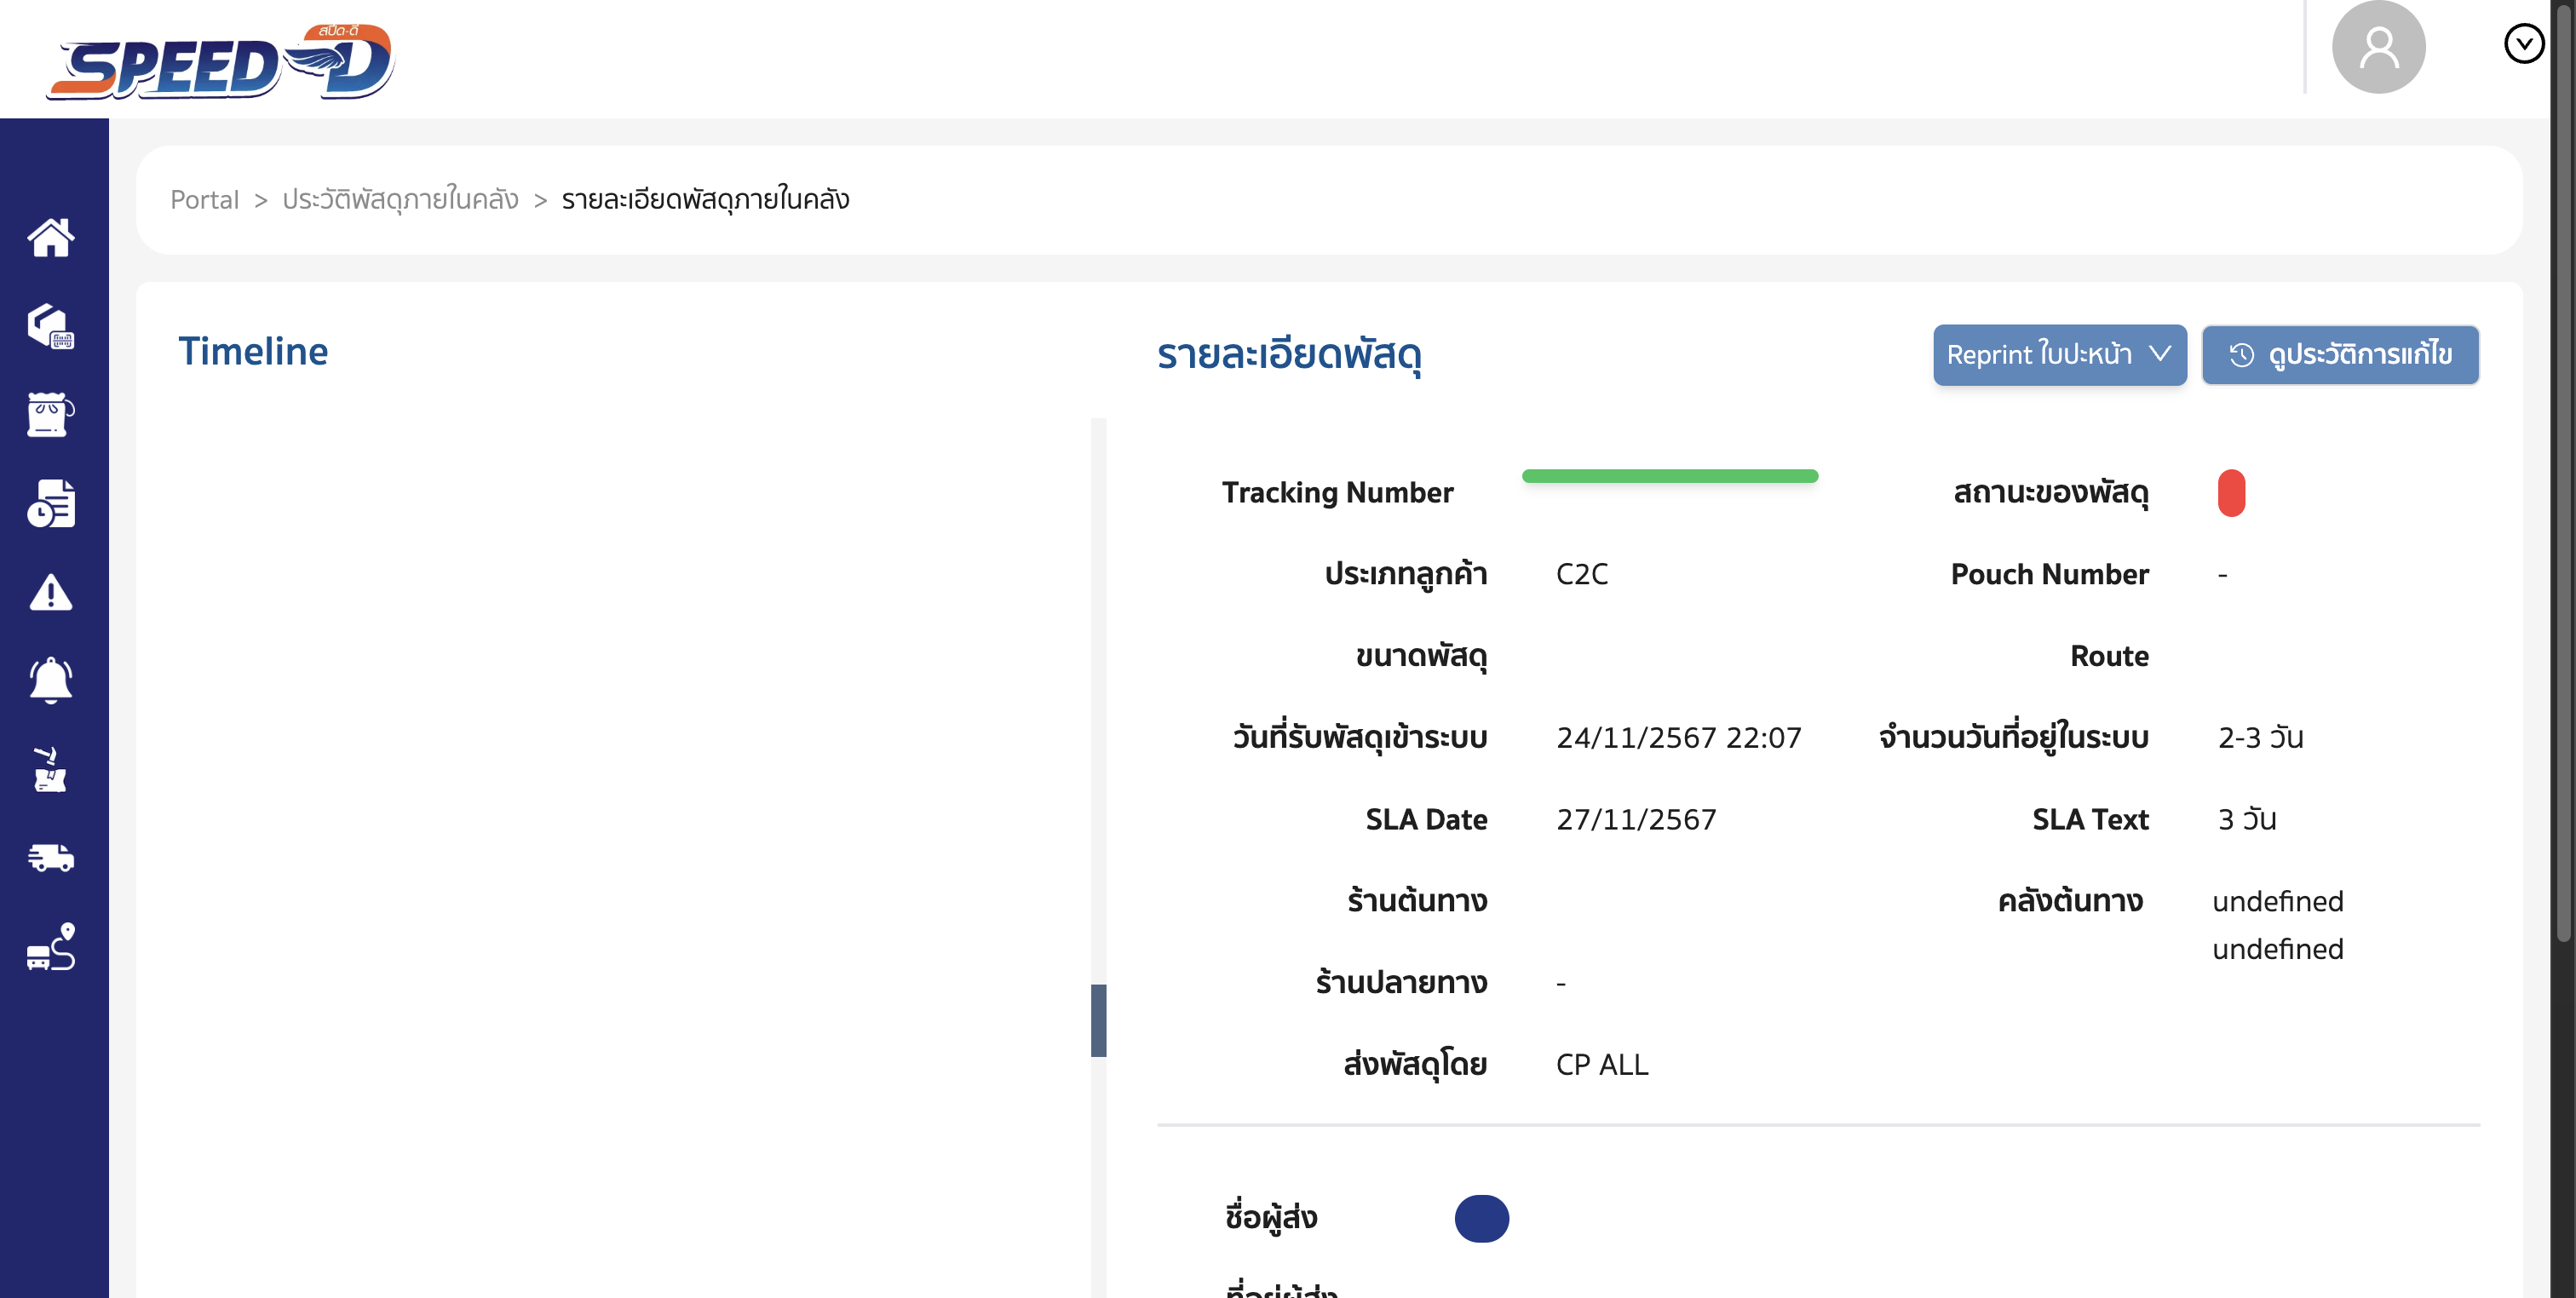 สปีด-ดี
SPEED-D
Portal > ประวัติพัสดุภายในคลัง > รายละเอียดพัสดุภายในคลัง
Timeline
รายละเอียดพัสดุ
Reprint ใบปะหน้า
ดูประวัติการแก้ไข
Tracking Number
สถานะของพัสดุ
ประเภทลูกค้า C2C
Pouch Number -
ขนาดพัสดุ
Route
วันที่รับพัสดุเข้าระบบ 24/11/2567 22:07
จำนวนวันที่อยู่ในระบบ 2-3 วัน
SLA Date 27/11/2567
SLA Text 3 วัน
ร้านต้นทาง
คลังต้นทาง undefined
undefined
ร้านปลายทาง -
ส่งพัสดุโดย CP ALL
ชื่อผู้ส่ง
ที่อยู่ผู้ส่ง